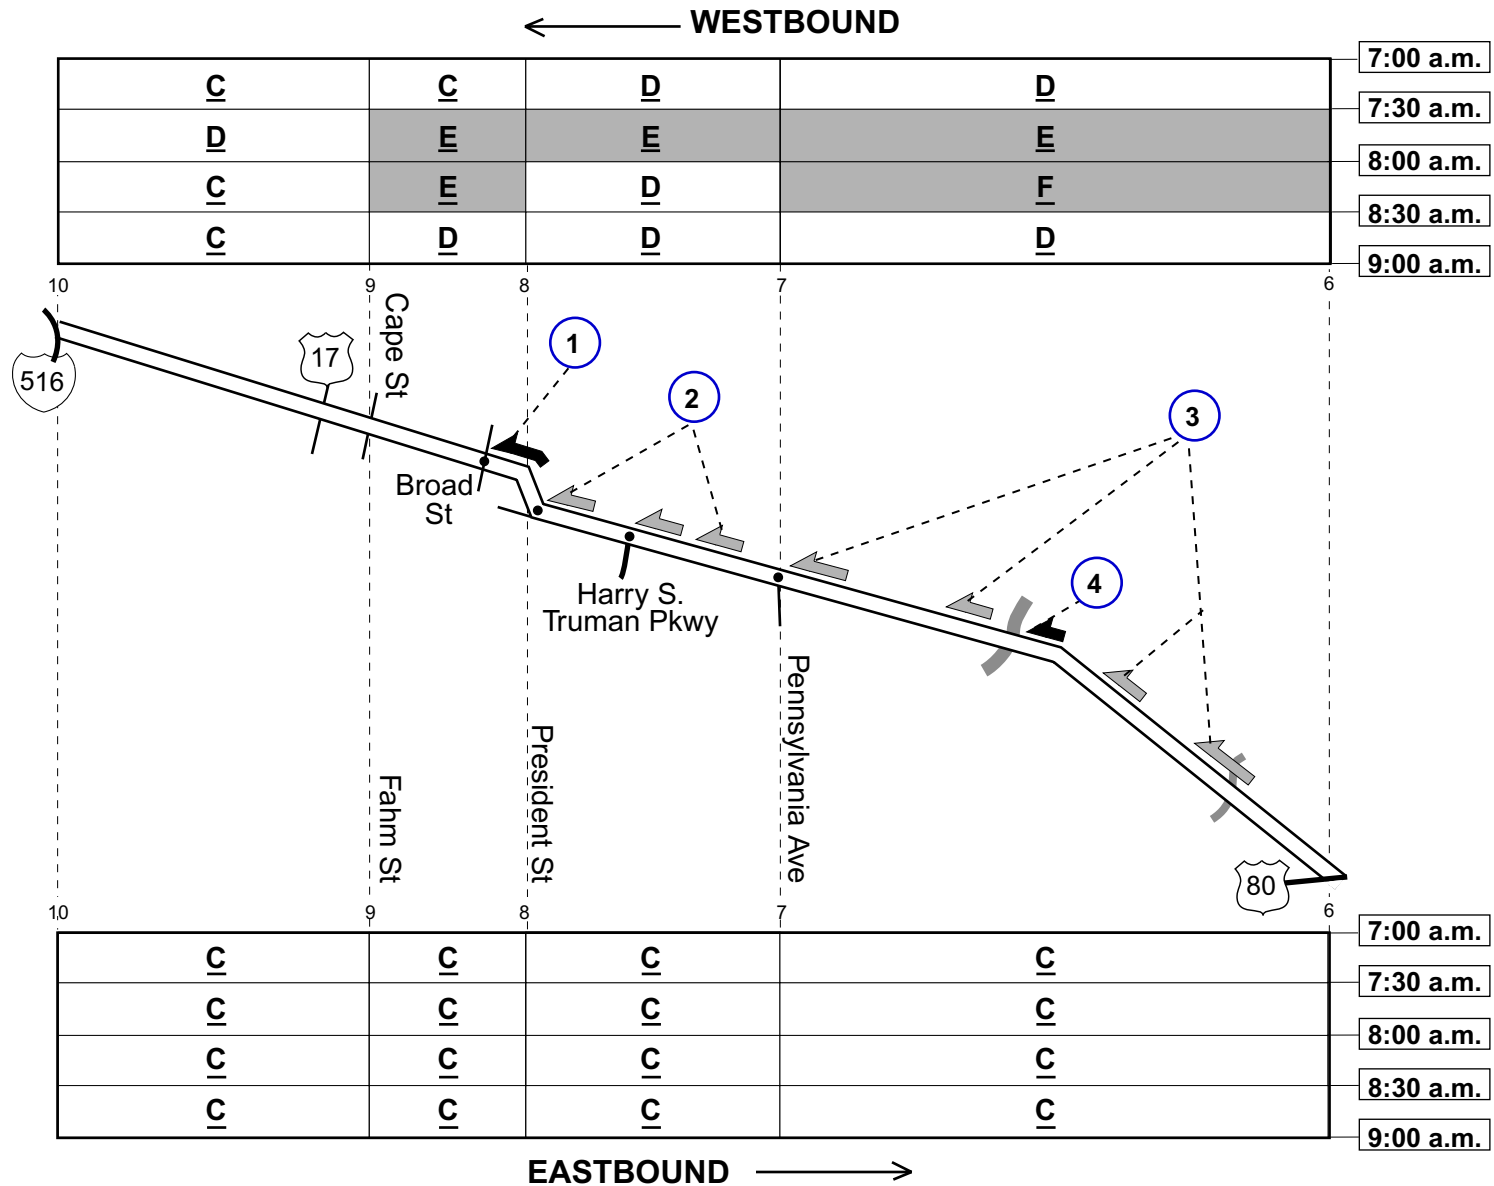 WESTBOUND
7:00 a.m.
C C D D
7:30 a.m.
D E E E
8:00 a.m.
C E D F
8:30 a.m.
C D D D
9:00 a.m.
10 9 8 7 6
Cape St
1
17
516
2
3
Broad
St
4
Harry S.
Truman Pkwy
Pennsylvania Ave
President St
Fahm St
80
10 9 8 7 6
7:00 a.m.
C C C C
7:30 a.m.
C C C C
8:00 a.m.
C C C C
8:30 a.m.
C C C C
9:00 a.m.
EASTBOUND